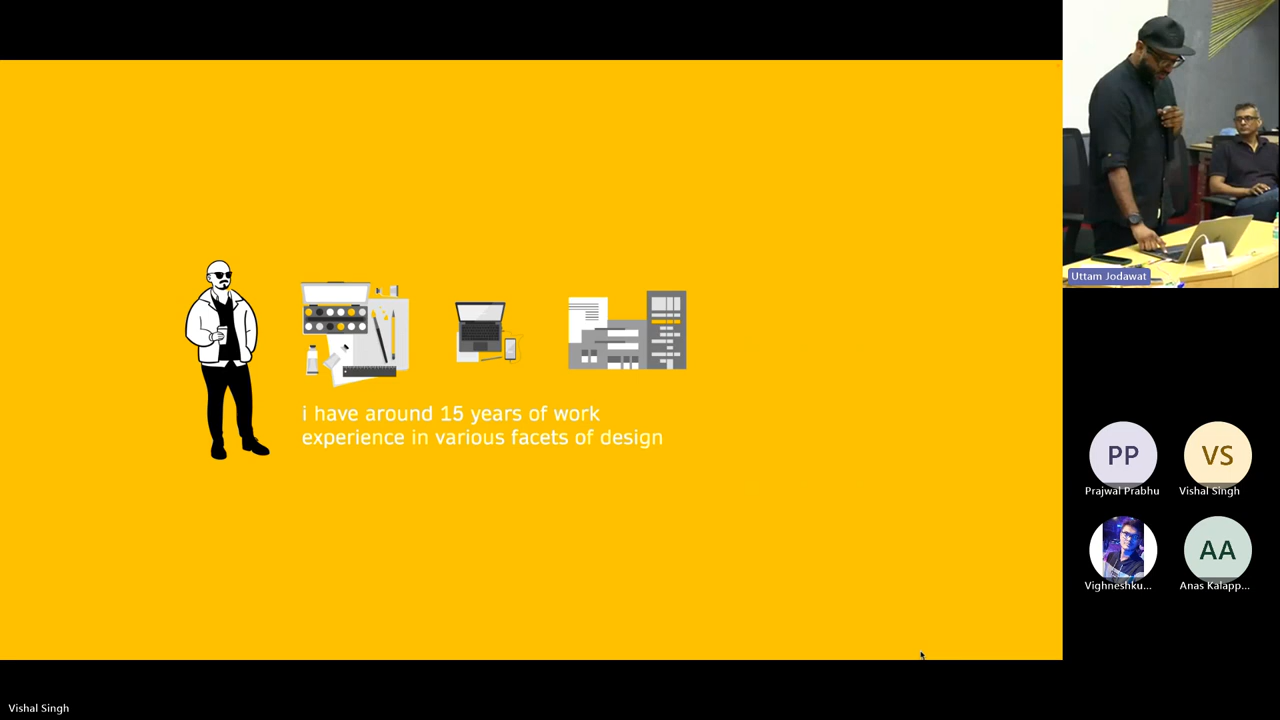 i have around 15 years of work
experience in various facets of design
Uttam Jodawat
PP
Prajwal Prabhu
VS
Vishal Singh
Vighneshku...
AA
Anas Kalapp...
Vishal Singh